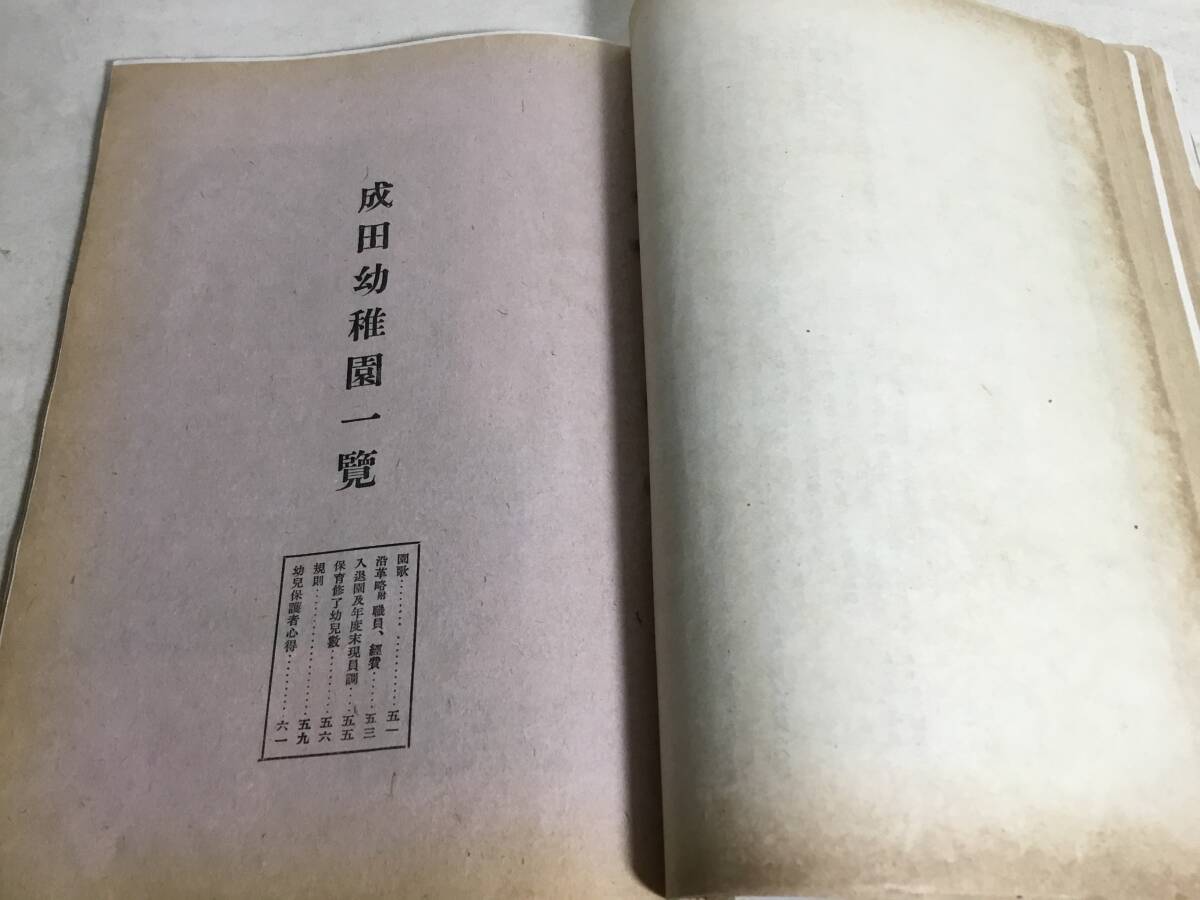 成田幼稚園一覽
園歌…………五一
沿革略附職員、經費……五三
入退園及年度末現員調…五五
保育修了幼兒數………五六
規則……………五九
幼兒保護者心得………六一